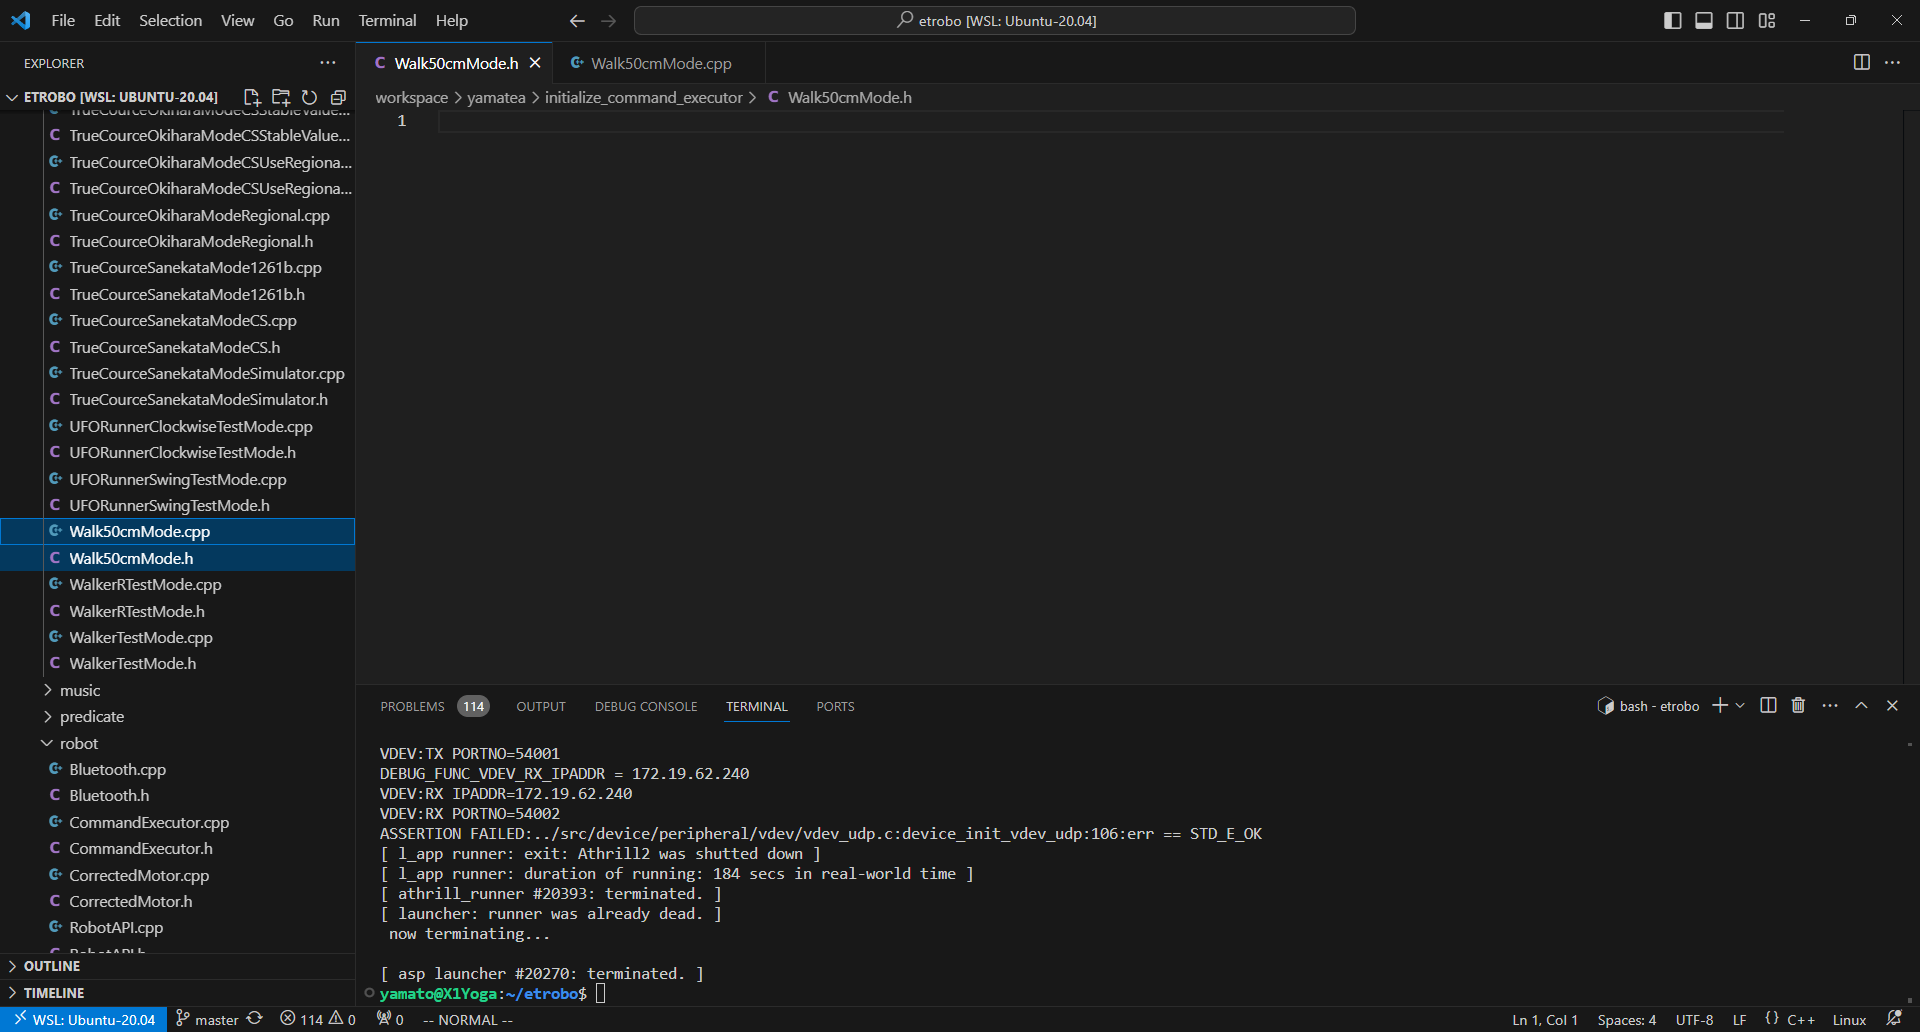 File Edit Selection View Go Run Terminal Help
etrobo [WSL: Ubuntu-20.04]
EXPLORER
ETROBO [WSL: UBUNTU-20.04]
TrueCourceOkiharaModeCSStableValue...
TrueCourceOkiharaModeCSStableValue...
TrueCourceOkiharaModeCSUseRegiona...
TrueCourceOkiharaModeCSUseRegiona...
TrueCourceOkiharaModeRegional.cpp
TrueCourceOkiharaModeRegional.h
TrueCourceSanekataMode1261b.cpp
TrueCourceSanekataMode1261b.h
TrueCourceSanekataModeCS.cpp
TrueCourceSanekataModeCS.h
TrueCourceSanekataModeSimulator.cpp
TrueCourceSanekataModeSimulator.h
UFORunnerClockwiseTestMode.cpp
UFORunnerClockwiseTestMode.h
UFORunnerSwingTestMode.cpp
UFORunnerSwingTestMode.h
Walk50cmMode.cpp
Walk50cmMode.h
WalkerRTestMode.cpp
WalkerRTestMode.h
WalkerTestMode.cpp
WalkerTestMode.h
music
predicate
robot
Bluetooth.cpp
Bluetooth.h
CommandExecutor.cpp
CommandExecutor.h
CorrectedMotor.cpp
CorrectedMotor.h
RobotAPI.cpp
RobotAPI.h
OUTLINE
TIMELINE
Walk50cmMode.h Walk50cmMode.cpp
workspace > yamatea > initialize_command_executor > C Walk50cmMode.h
1
PROBLEMS 114 OUTPUT DEBUG CONSOLE TERMINAL PORTS
bash - etrobo
VDEV:TX PORTNO=54001
DEBUG_FUNC_VDEV_RX_IPADDR = 172.19.62.240
VDEV:RX IPADDR=172.19.62.240
VDEV:RX PORTNO=54002
ASSERTION FAILED:../src/device/peripheral/vdev/vdev_udp.c:device_init_vdev_udp:106:err == STD_E_OK
[ l_app runner: exit: Athrill2 was shutted down ]
[ l_app runner: duration of running: 184 secs in real-world time ]
[ athrill_runner #20393: terminated. ]
[ launcher: runner was already dead. ]
now terminating...
[ asp launcher #20270: terminated. ]
yamato@X1Yoga:~/etrobo$
WSL: Ubuntu-20.04 master 114 0 0 -- NORMAL -- Ln 1, Col 1 Spaces: 4 UTF-8 LF {} C++ Linux